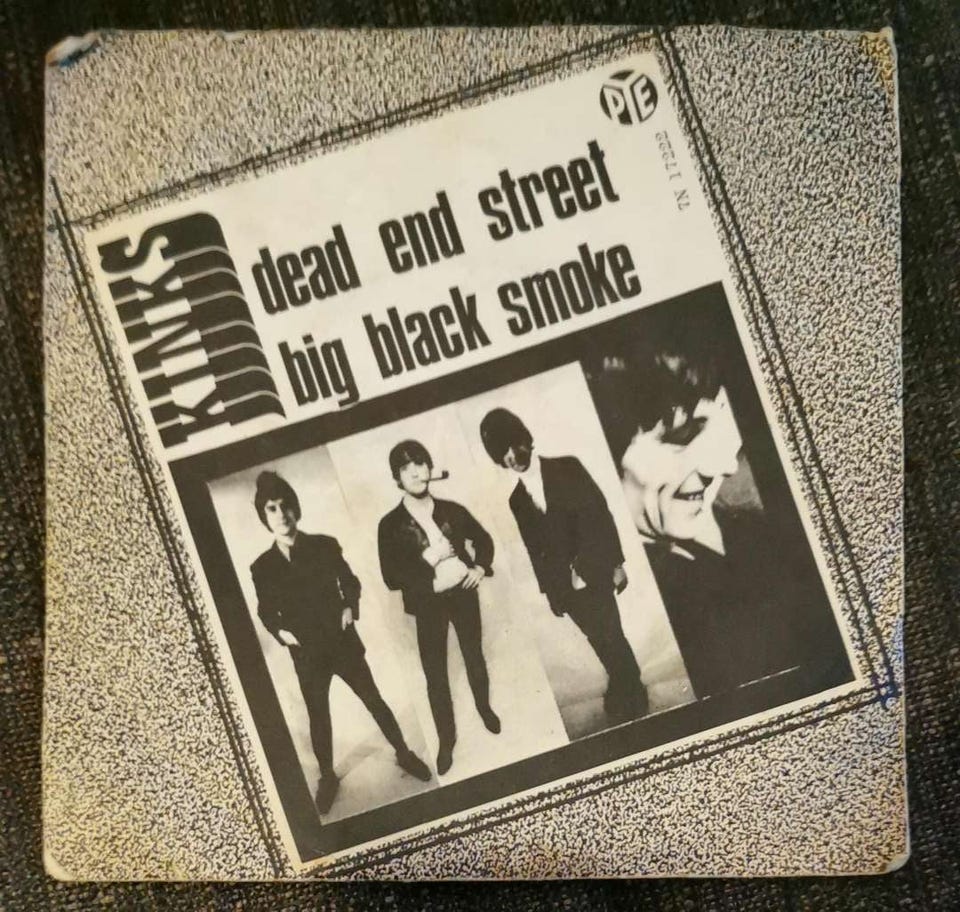 PYE
7N 17222
KINKS
dead end street
big black smoke